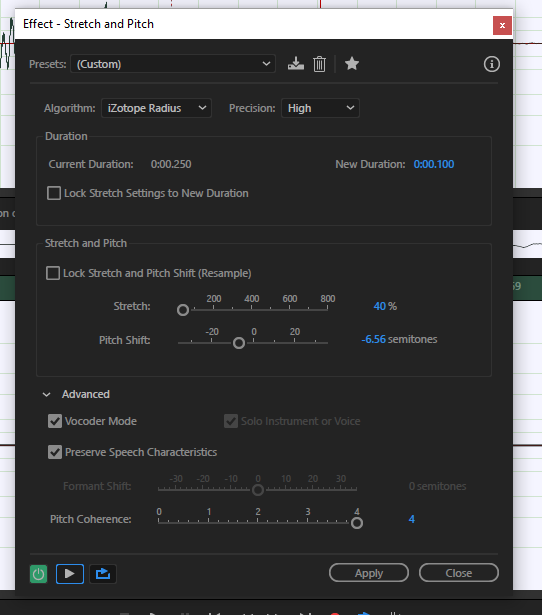 Effect - Stretch and Pitch
x
Presets: (Custom)
Algorithm: iZotope Radius Precision: High
Duration
Current Duration: 0:00.250 New Duration: 0:00.100
Lock Stretch Settings to New Duration
Stretch and Pitch
Lock Stretch and Pitch Shift (Resample)
200 400 600 800
Stretch: 40 %
-20 0 20
Pitch Shift: -6.56 semitones
Advanced
Vocoder Mode Solo Instrument or Voice
Preserve Speech Characteristics
-30 -20 -10 0 10 20 30
Formant Shift: 0 semitones
0 1 2 3 4
Pitch Coherence: 4
Apply Close